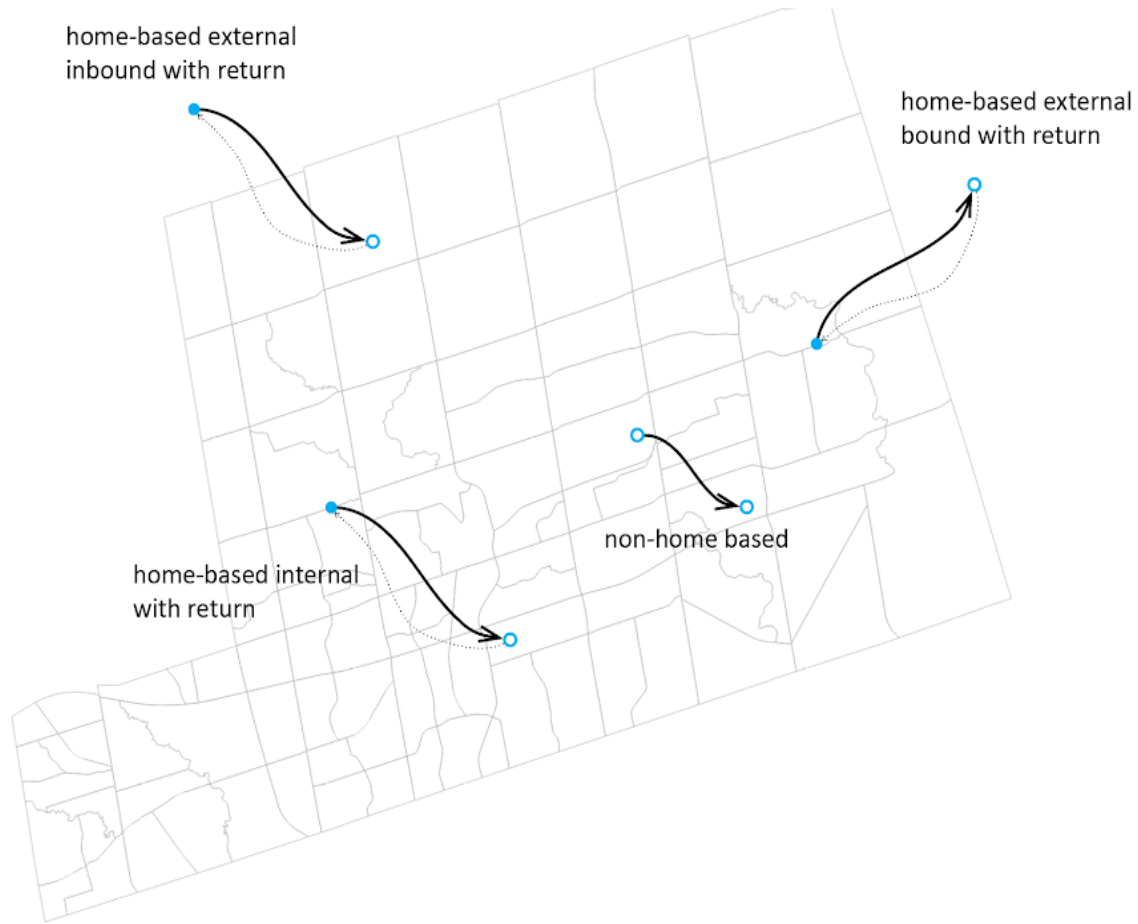 home-based external
inbound with return
home-based external
bound with return
non-home based
home-based internal
with return